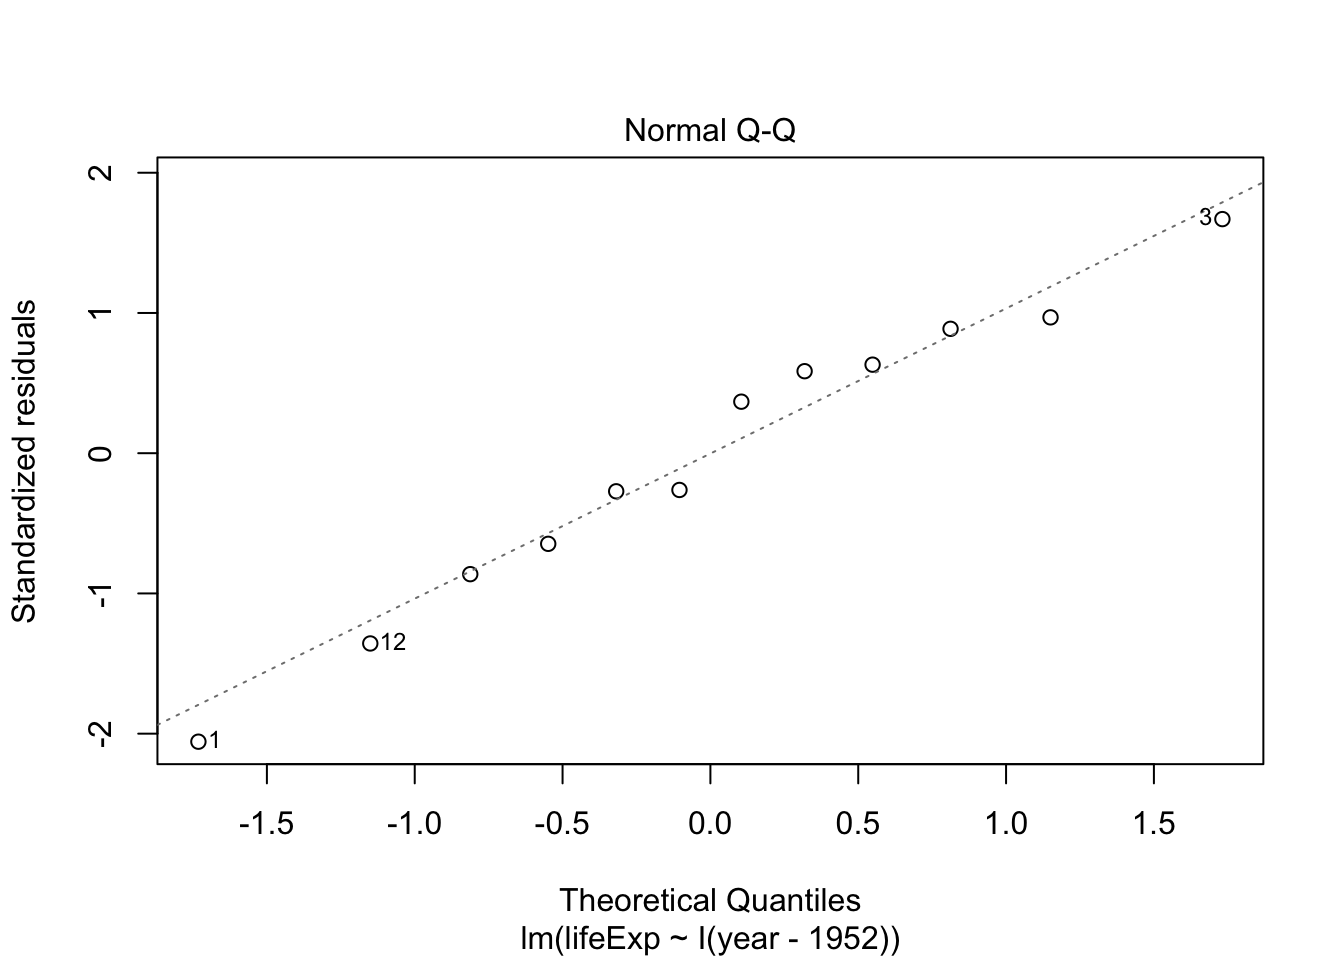 Normal Q-Q
Standardized residuals
2
1
0
-1
-2
3
12
1
-1.5 -1.0 -0.5 0.0 0.5 1.0 1.5
Theoretical Quantiles
lm(lifeExp ~ I(year - 1952))